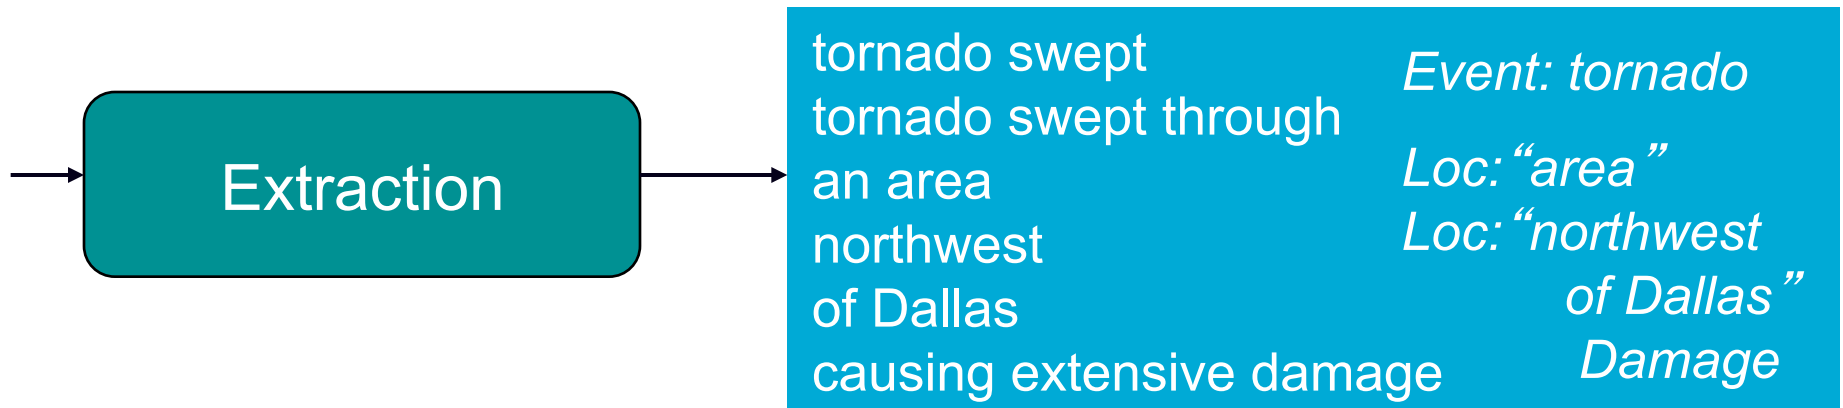 Extraction
tornado swept
tornado swept through
an area
northwest
of Dallas
causing extensive damage
Event: tornado
Loc: “area”
Loc: “northwest
of Dallas”
Damage